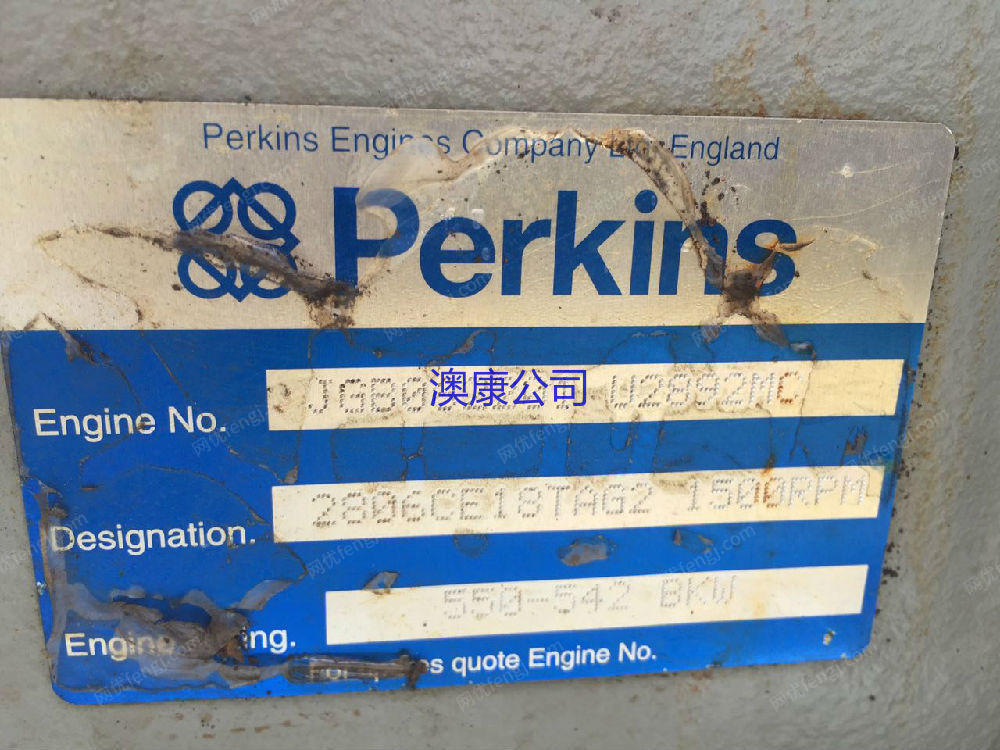 Perkins Engines Company England
Perkins
澳康公司
Engine No. U2892MC
Designation. 2806CE18TAG2 1500RPM
550-542 BKW
quote Engine No.